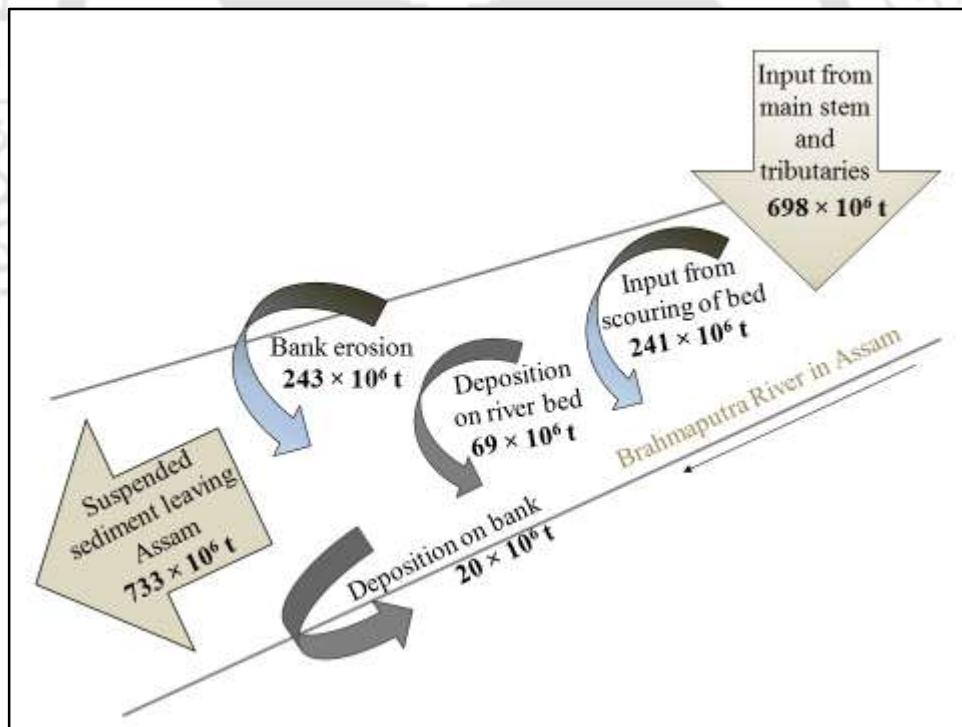 Input from
main stem
and
tributaries
698 × 10⁶ t
Input from
scouring of bed
241 × 10⁶ t
Bank erosion
243 × 10⁶ t
Deposition
on river bed
69 × 10⁶ t
Brahmaputra River in Assam
Suspended
sediment leaving
Assam
733 × 10⁶ t
Deposition on bank
20 × 10⁶ t